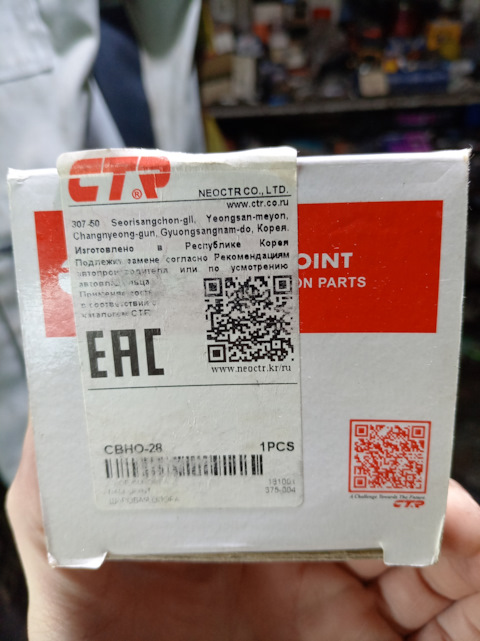 CTR®
NEOCTR CO., LTD.
www.ctr.co.ru
307-50 Seorisangchon-gil, Yeongsan-meyon,
Changnyeong-gun, Gyuongsangnam-do, Корея.
Изготовлено в Республике Корея
Подлежит замене согласно Рекомендациям
автопроизводителя или по усмотрению
автовладельца
OINT
ON PARTS
EAC
www.neoctr.kr/ru
CBHO-28 1PCS
A Challenge Towards The Future
CTR